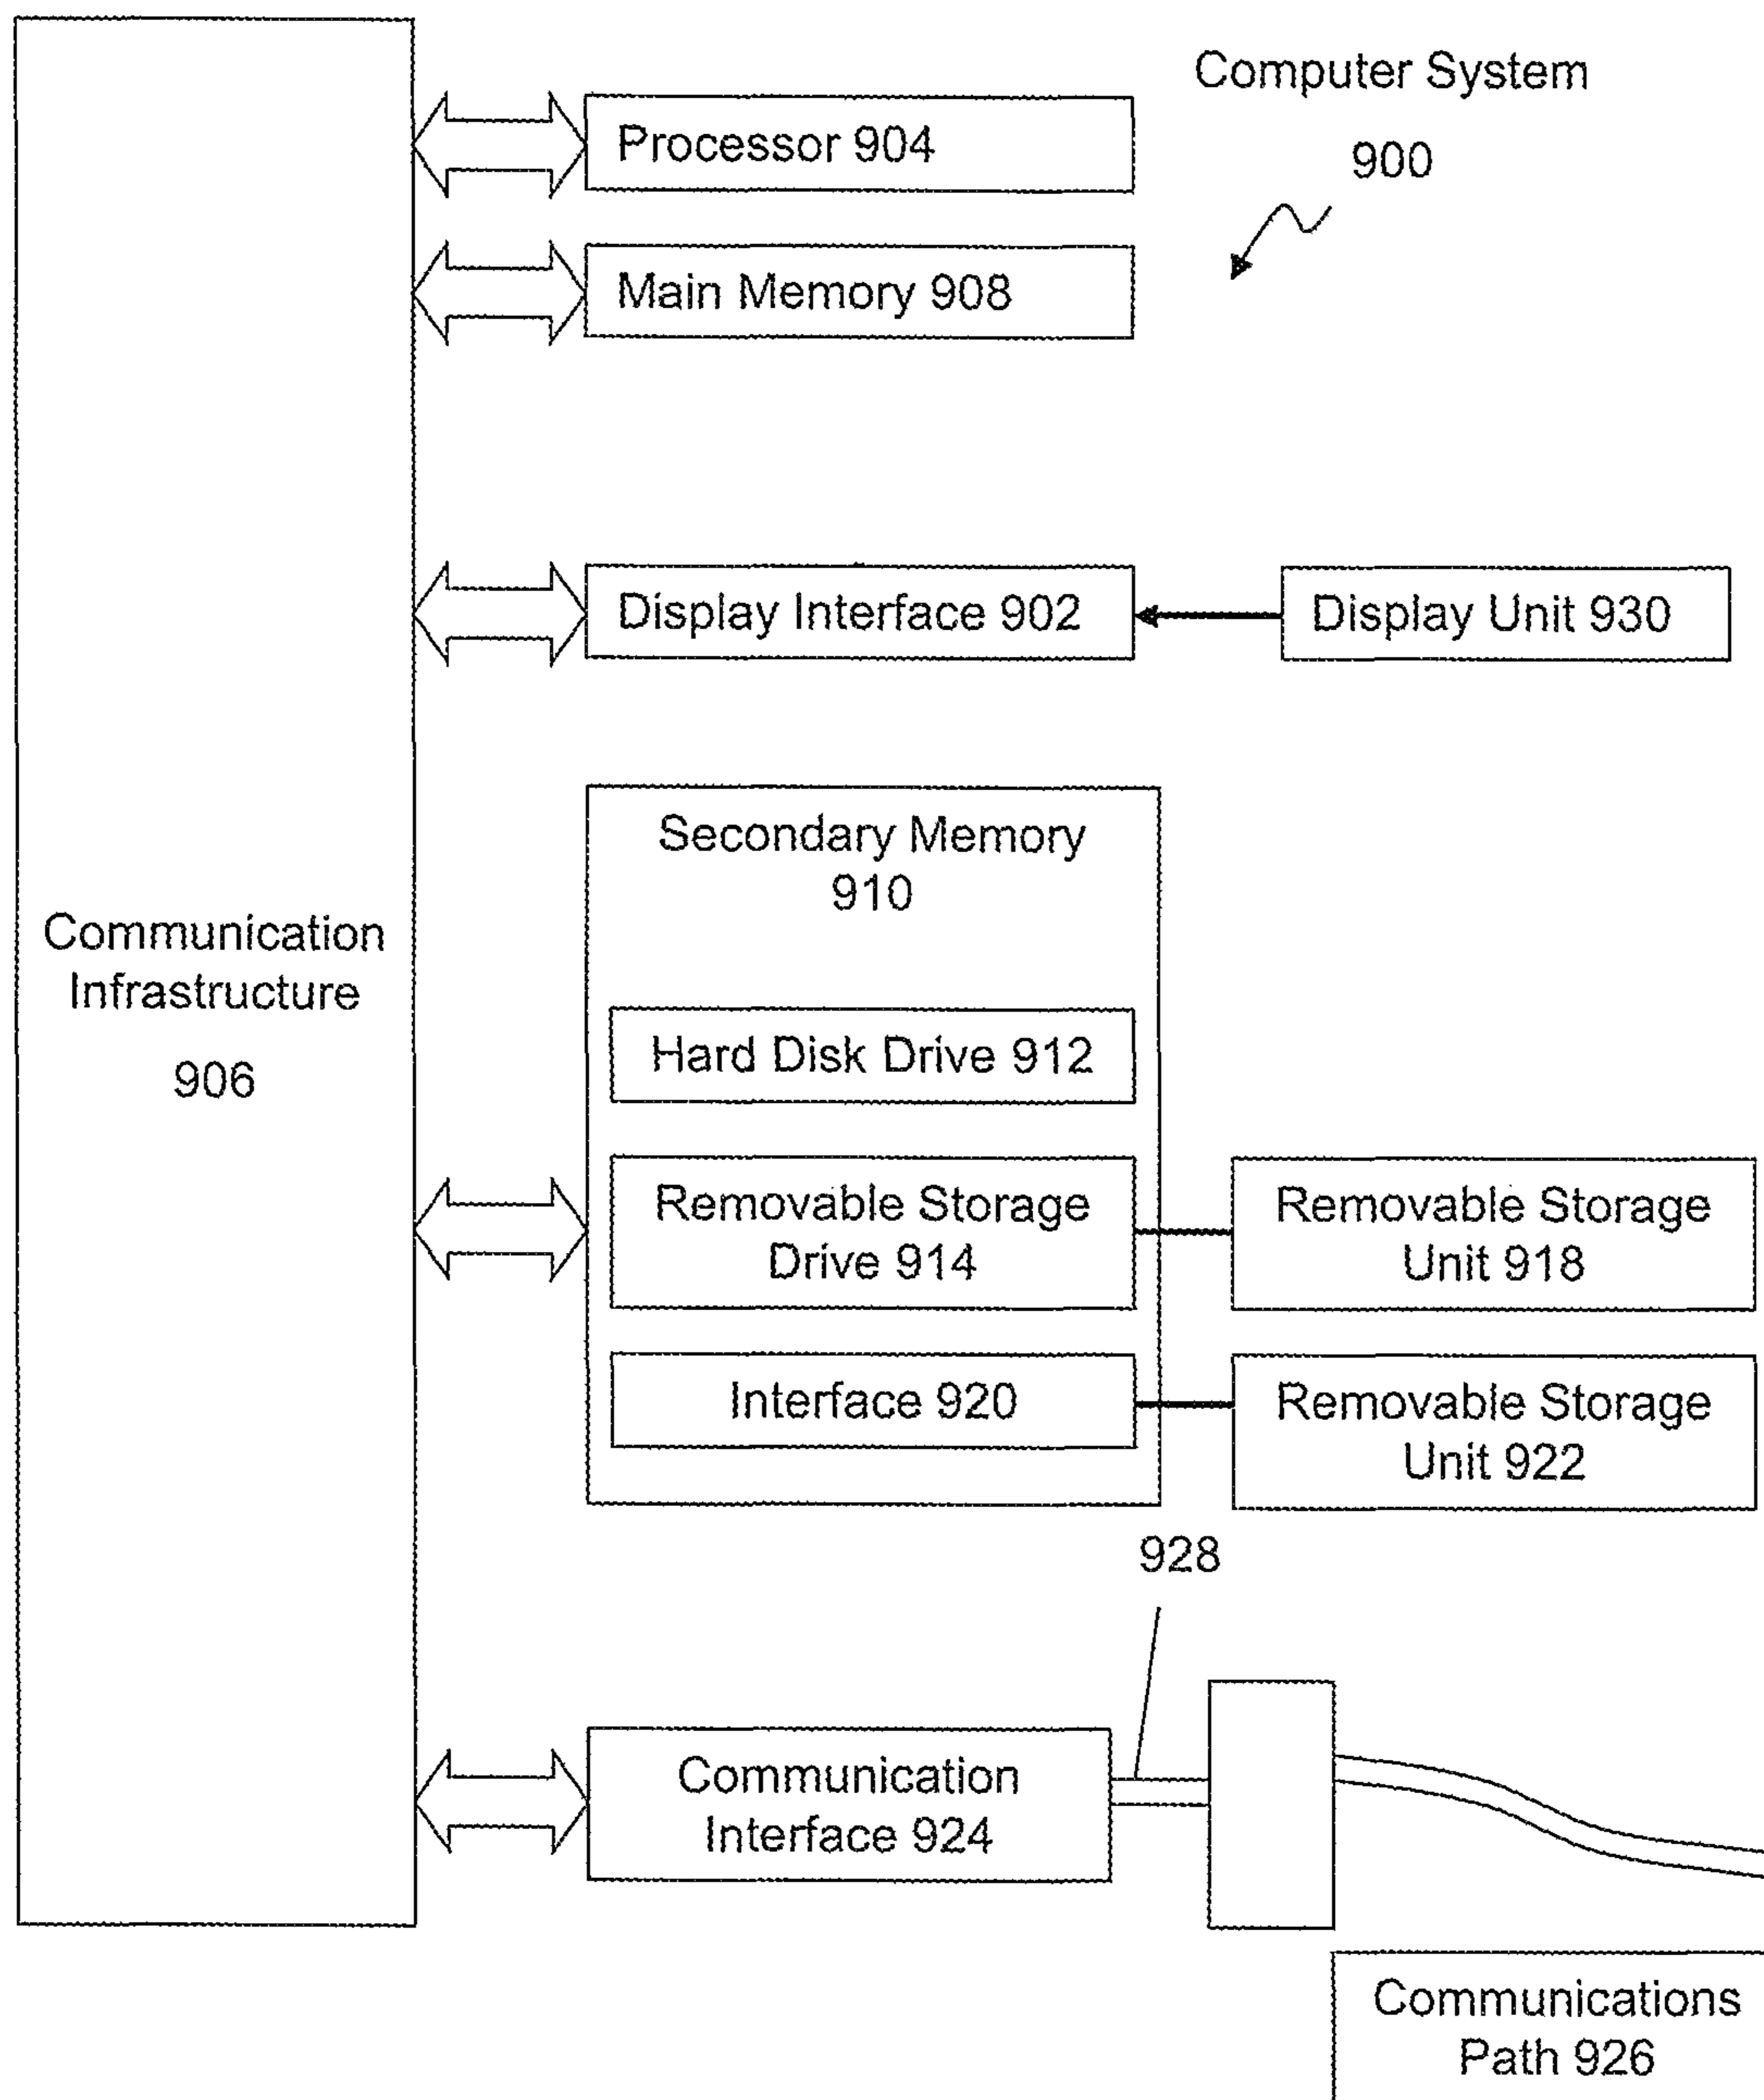 Computer System
900
Processor 904
Main Memory 908
Display Interface 902
Display Unit 930
Communication
Infrastructure
906
Secondary Memory
910
Hard Disk Drive 912
Removable Storage
Drive 914
Removable Storage
Unit 918
Interface 920
Removable Storage
Unit 922
928
Communication
Interface 924
Communications
Path 926